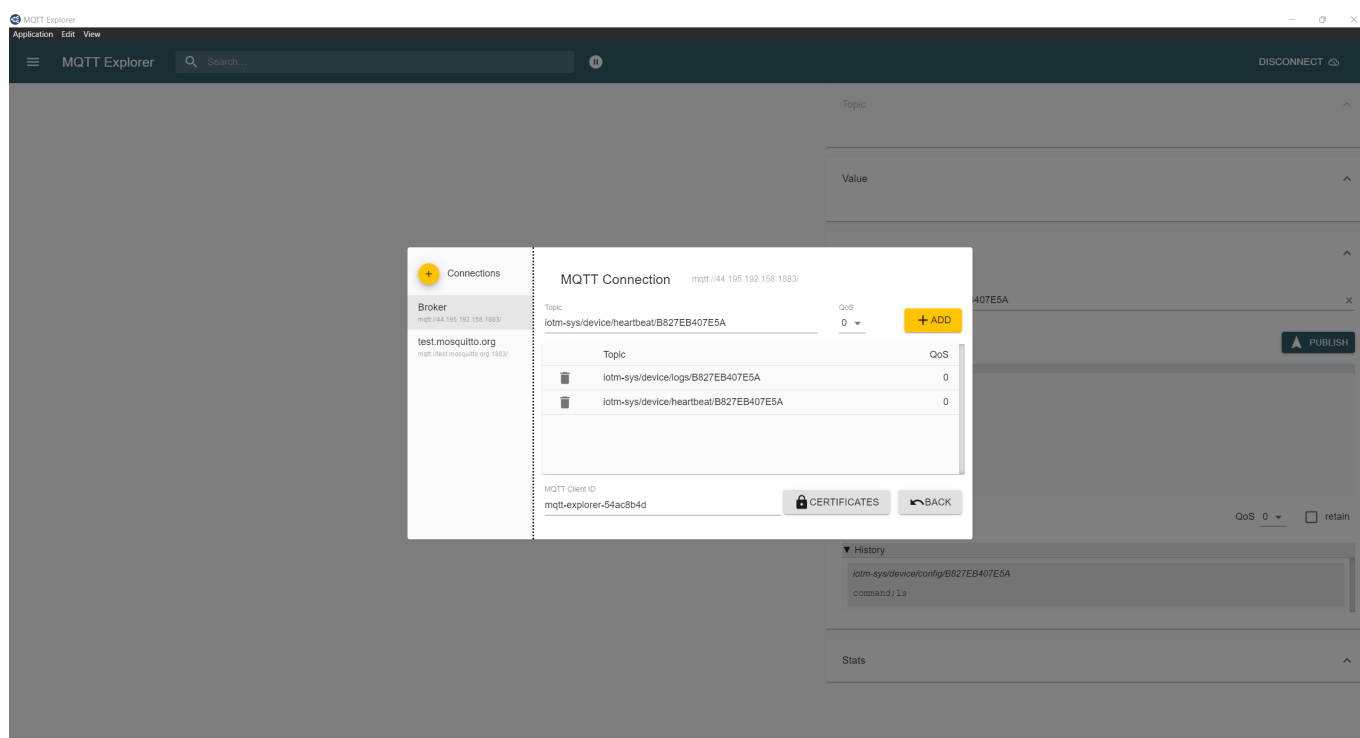 MQTT Explorer
Application Edit View
MQTT Explorer Search... DISCONNECT
Topic
Value
Connections
MQTT Connection mqtt://44.195.192.158:1883/
Broker
mqtt://44.195.192.158:1883/
test.mosquitto.org
mqtt://test.mosquitto.org:1883/
Topic QoS
iotm-sys/device/heartbeat/B827EB407E5A 0 + ADD
Topic QoS
iotm-sys/device/logs/B827EB407E5A 0
iotm-sys/device/heartbeat/B827EB407E5A 0
MQTT Client ID
mqtt-explorer-54ac8b4d CERTIFICATES BACK
407E5A
PUBLISH
QoS 0 retain
History
iotm-sys/device/config/B827EB407E5A
command;ls
Stats